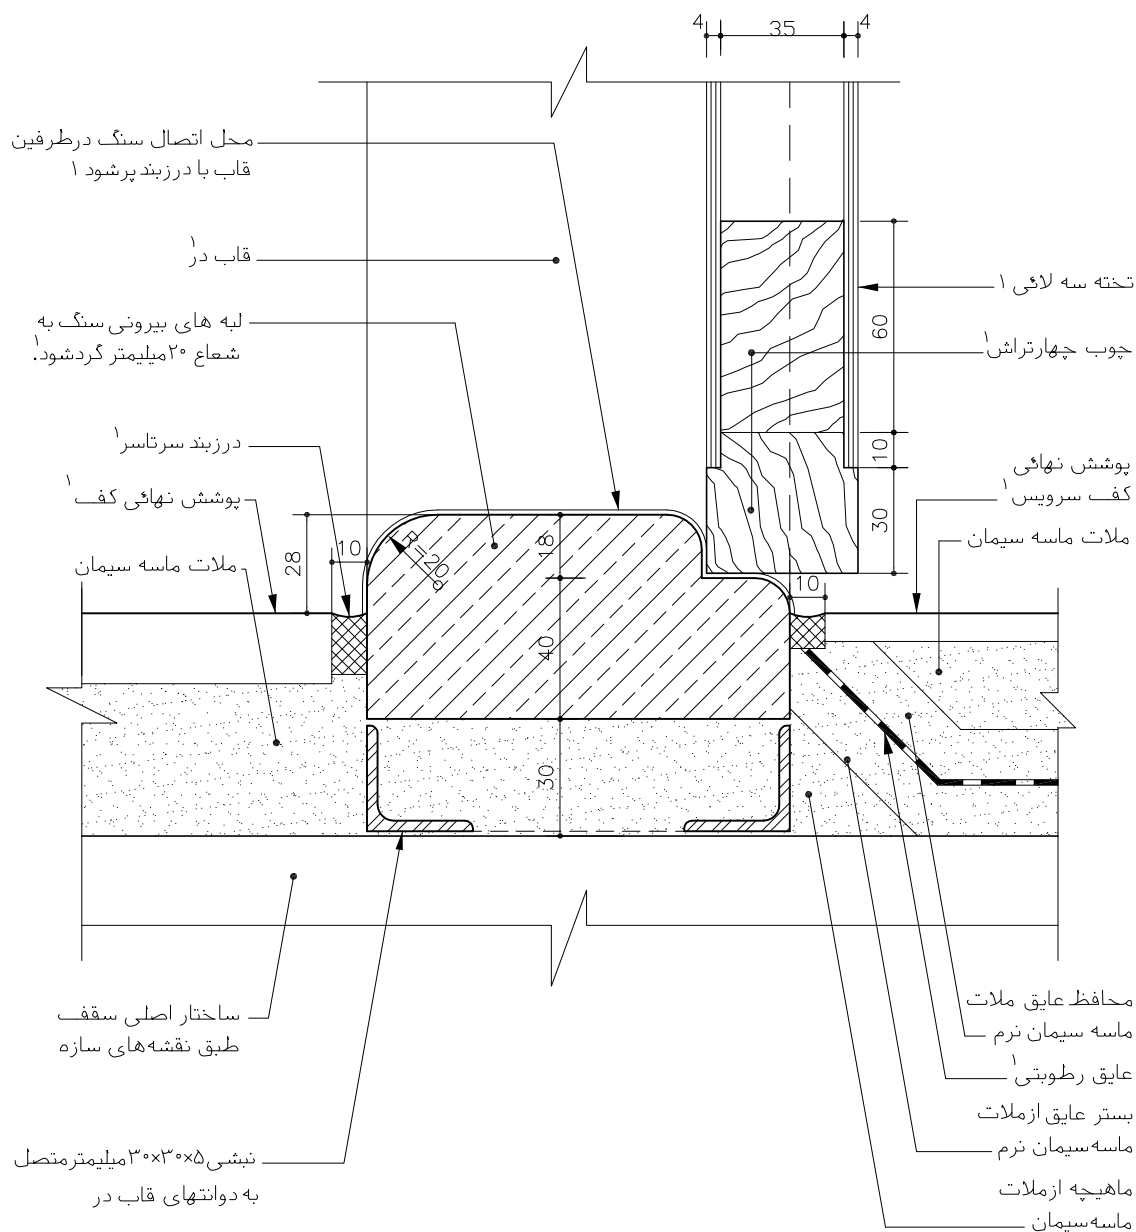 4
35
4
محل اتصال سنگ درطرفین
قاب با درزبند پرشود ۱
قاب در۱
تخته سه لائی ۱
لبه های بیرونی سنگ به
شعاع ۲۰میلیمتر گردشود۱.
چوب چهارتراش۱
60
درزبند سرتاسر۱
10
پوشش نهائی کف۱
پوشش نهائی
کف سرویس۱
30
ملات ماسه سیمان
ملات ماسه سیمان
28
10
R=20
18
10
40
30
ساختار اصلی سقف
طبق نقشه‌های سازه
محافظ عایق ملات
ماسه سیمان نرم
عایق رطوبتی۱
بستر عایق ازملات
ماسه‌سیمان نرم
نبشی۵×۳۰×۳۰میلیمترمتصل
به دوانتهای قاب در
ماهیچه ازملات
ماسه‌سیمان